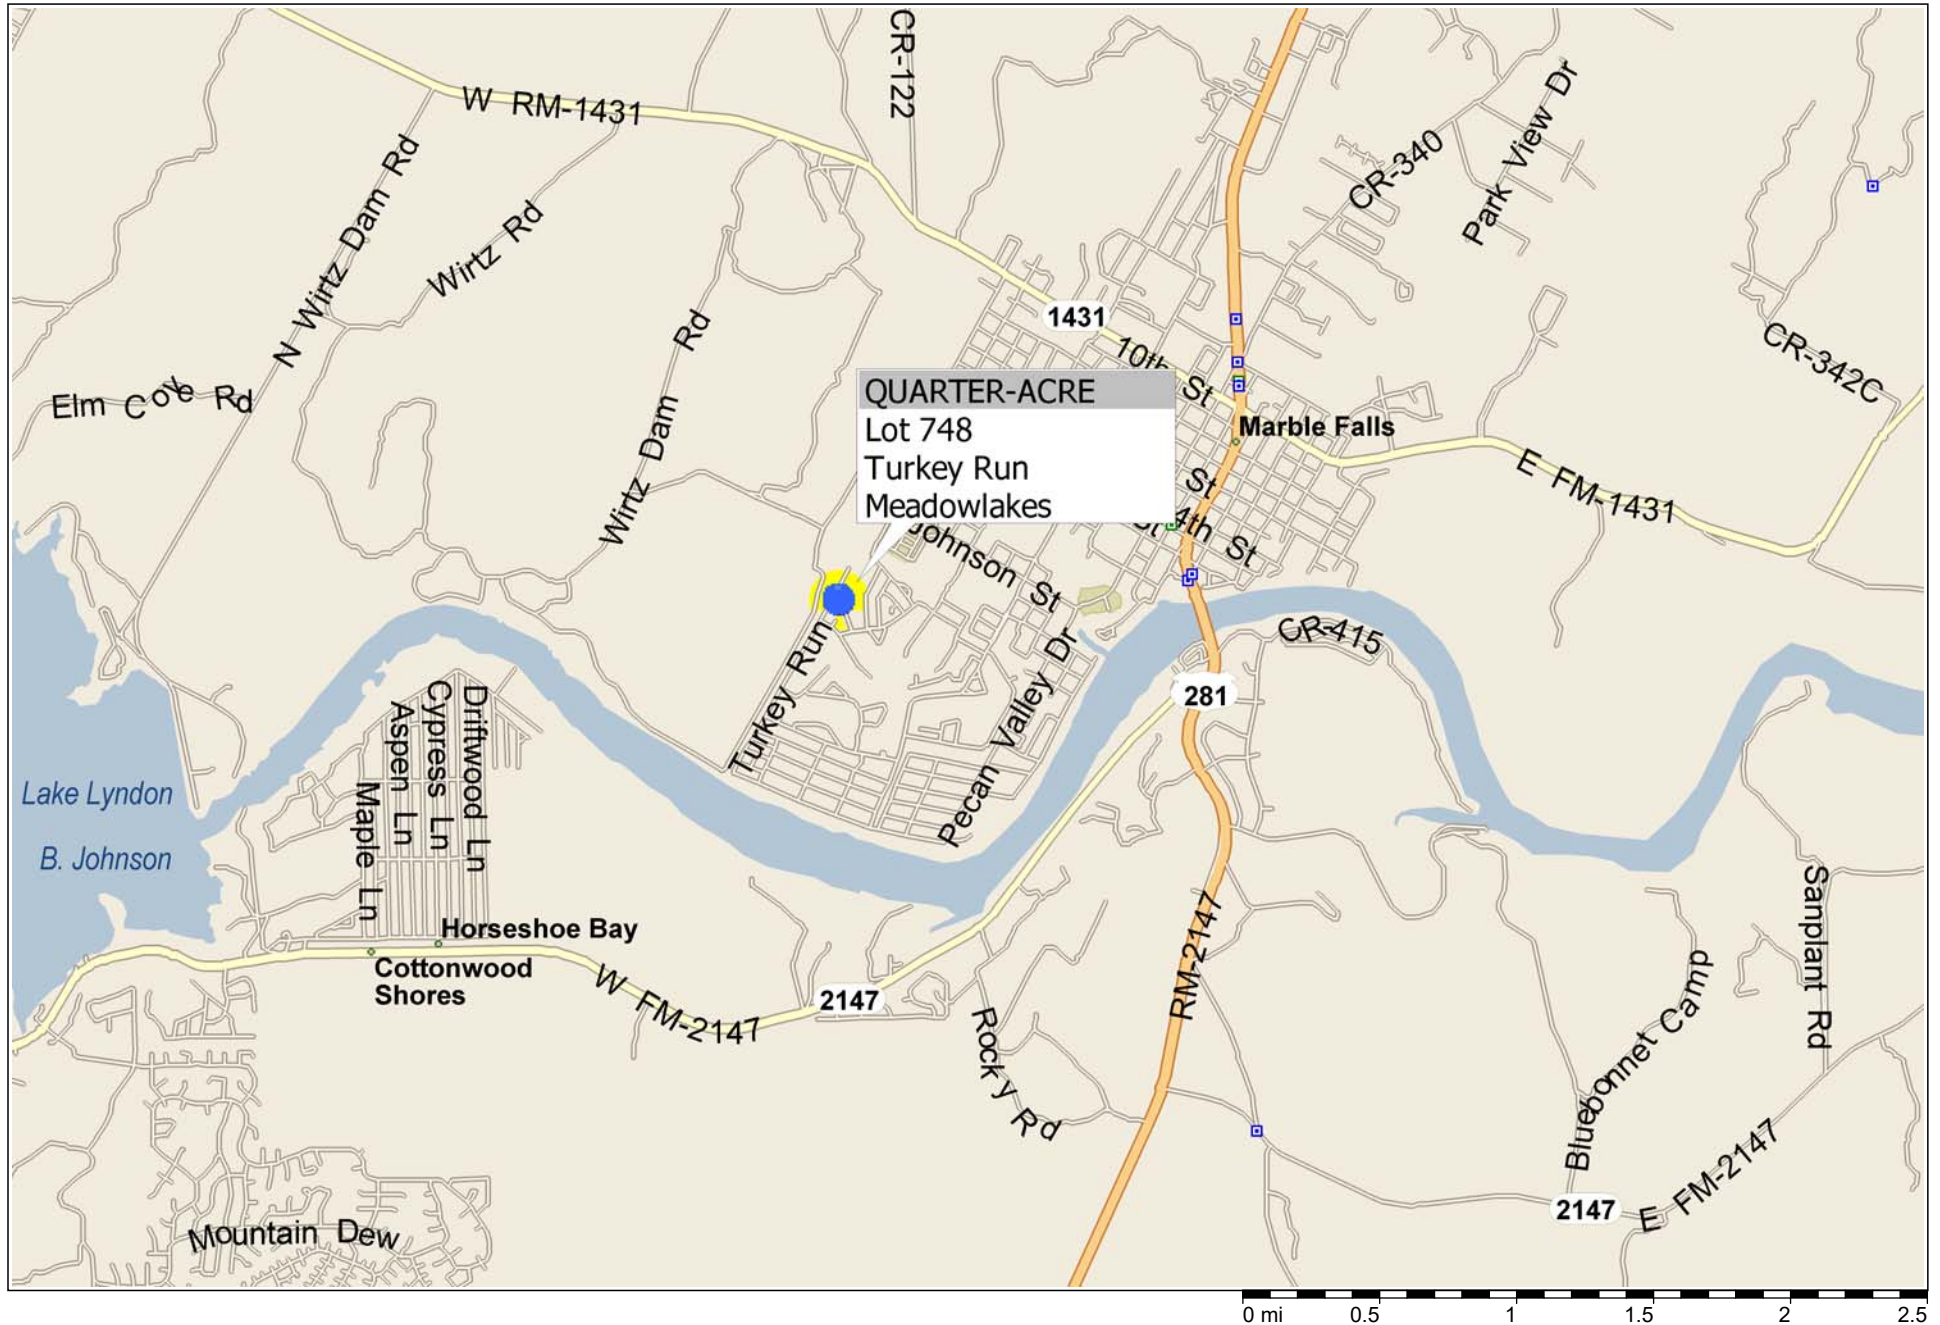 CR-122
W RM-1431
Park View Dr
CR-340
N Wirtz Dam Rd
Wirtz Rd
1431
Wirtz Dam Rd
10th St
CR-342C
Elm Cove Rd
QUARTER-ACRE
Lot 748
Turkey Run
Meadowlakes
Marble Falls
E FM-1431
St
St
4th St
Johnson St
CR-415
Turkey Run
Pecan Valley Dr
281
Driftwood Ln
Cypress Ln
Aspen Ln
Maple Ln
Lake Lyndon
B. Johnson
Horseshoe Bay
Cottonwood
Shores
W FM-2147
2147
RM-2147
Sanplant Rd
Bluebonnet Camp
Rocky Rd
E FM-2147
2147
Mountain Dew
0 mi 0.5 1 1.5 2 2.5